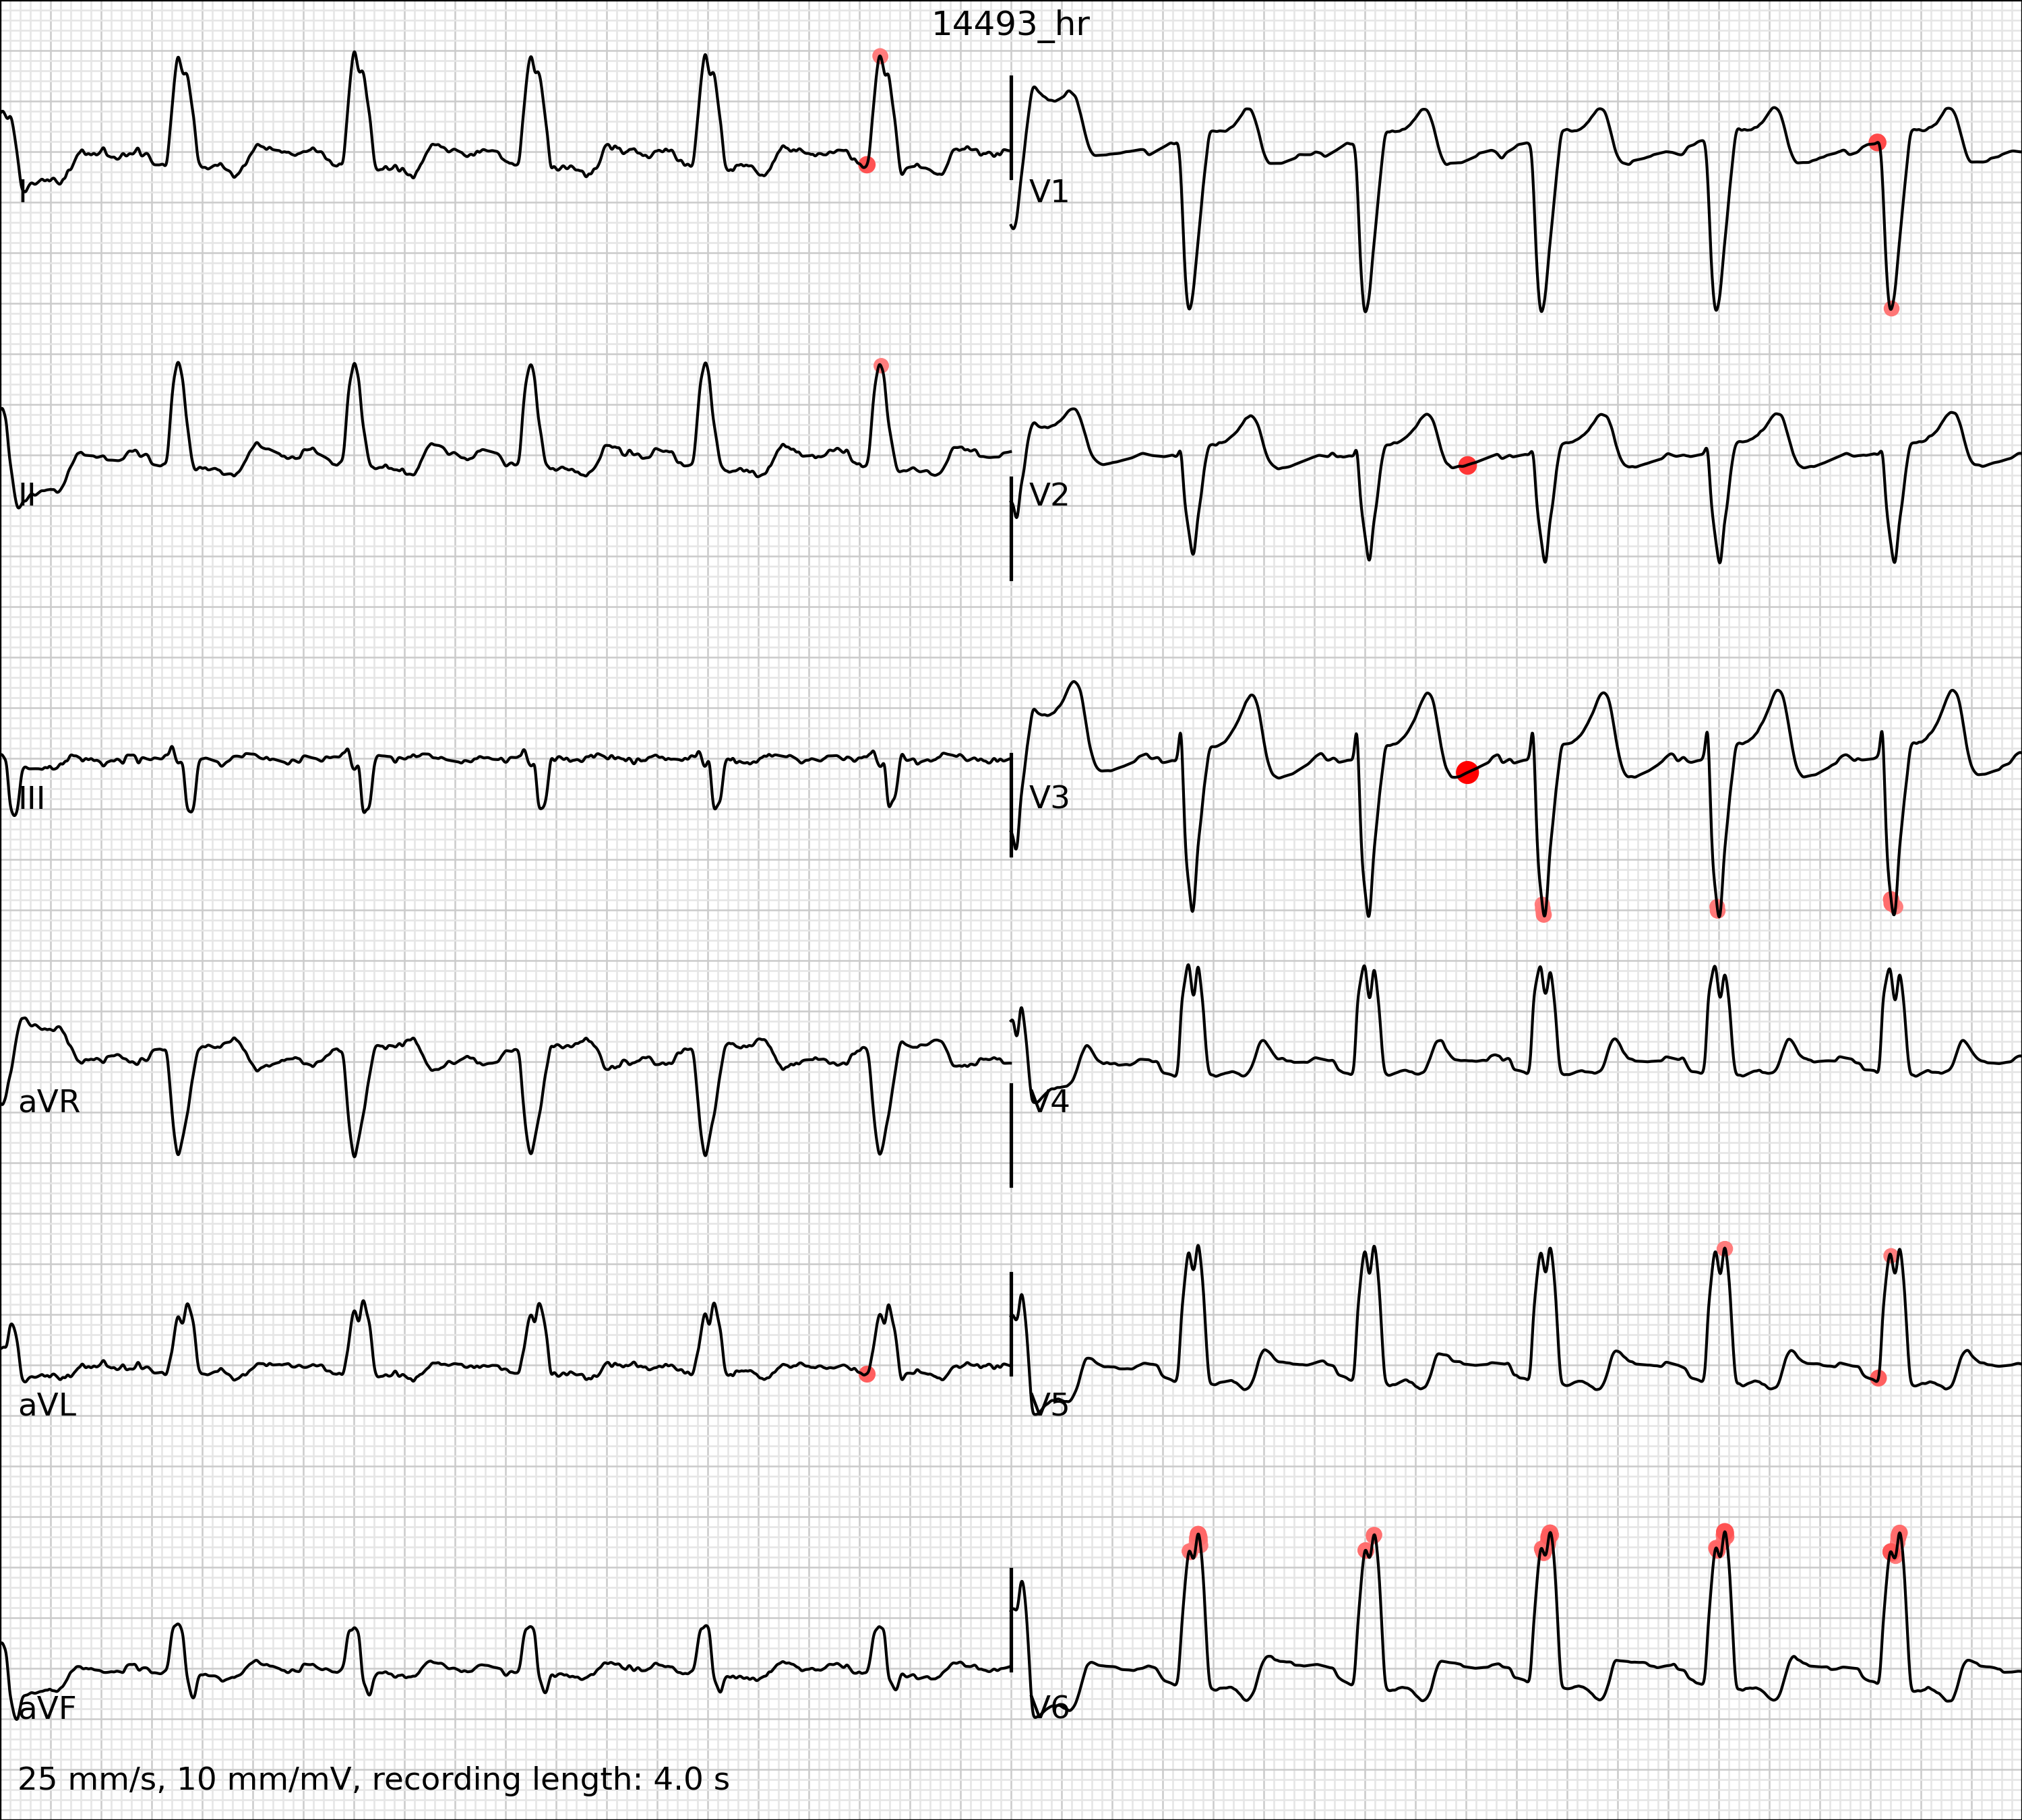 14493_hr
I
V1
II
V2
III
V3
aVR
V4
aVL
V5
aVF
V6
25 mm/s, 10 mm/mV, recording length: 4.0 s